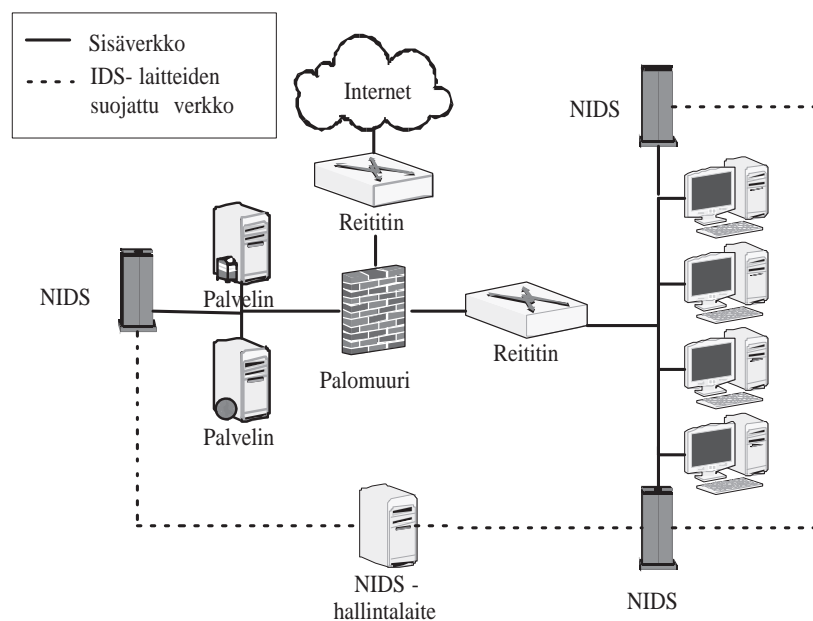 Sisäverkko
IDS- laitteiden
suojattu verkko
Internet
NIDS
Reititin
NIDS
Palvelin
Reititin
Palomuuri
Palvelin
NIDS -
hallintalaite
NIDS